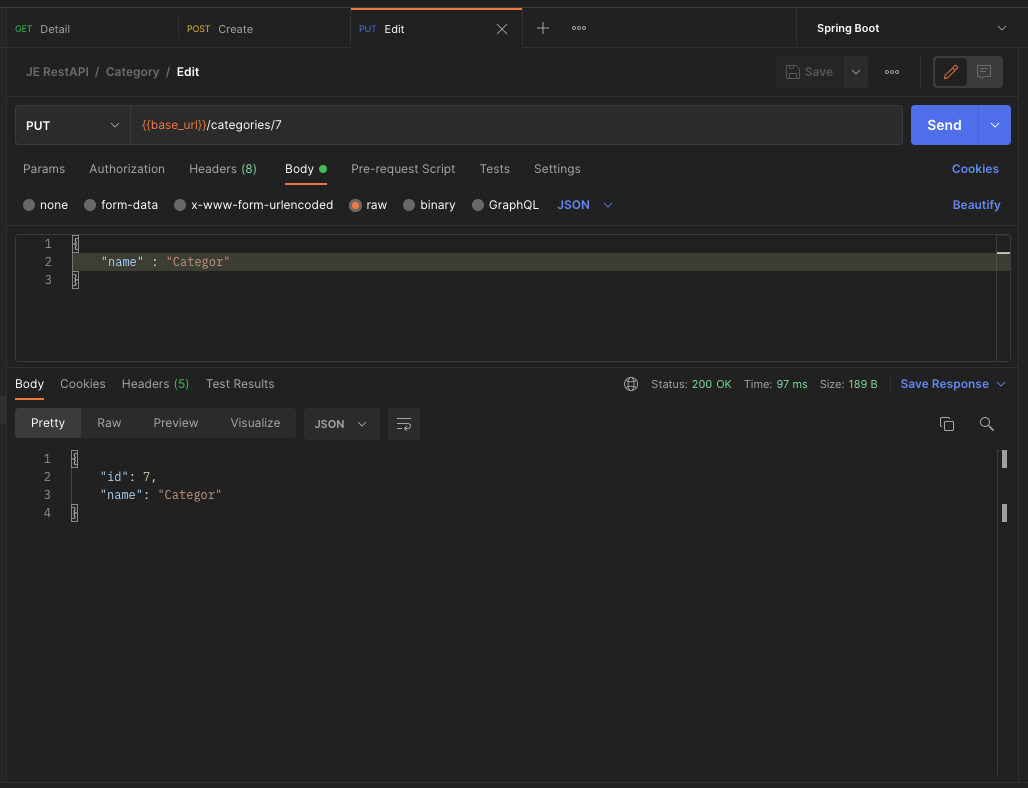 GET Detail POST Create PUT Edit Spring Boot
JE RestAPI / Category / Edit Save
PUT {{base_url}}/categories/7 Send
Params Authorization Headers (8) Body Pre-request Script Tests Settings Cookies
none form-data x-www-form-urlencoded raw binary GraphQL JSON Beautify
1 {
2 "name" : "Categor"
3 }
Body Cookies Headers (5) Test Results Status: 200 OK Time: 97 ms Size: 189 B Save Response
Pretty Raw Preview Visualize JSON
1 {
2 "id": 7,
3 "name": "Categor"
4 }